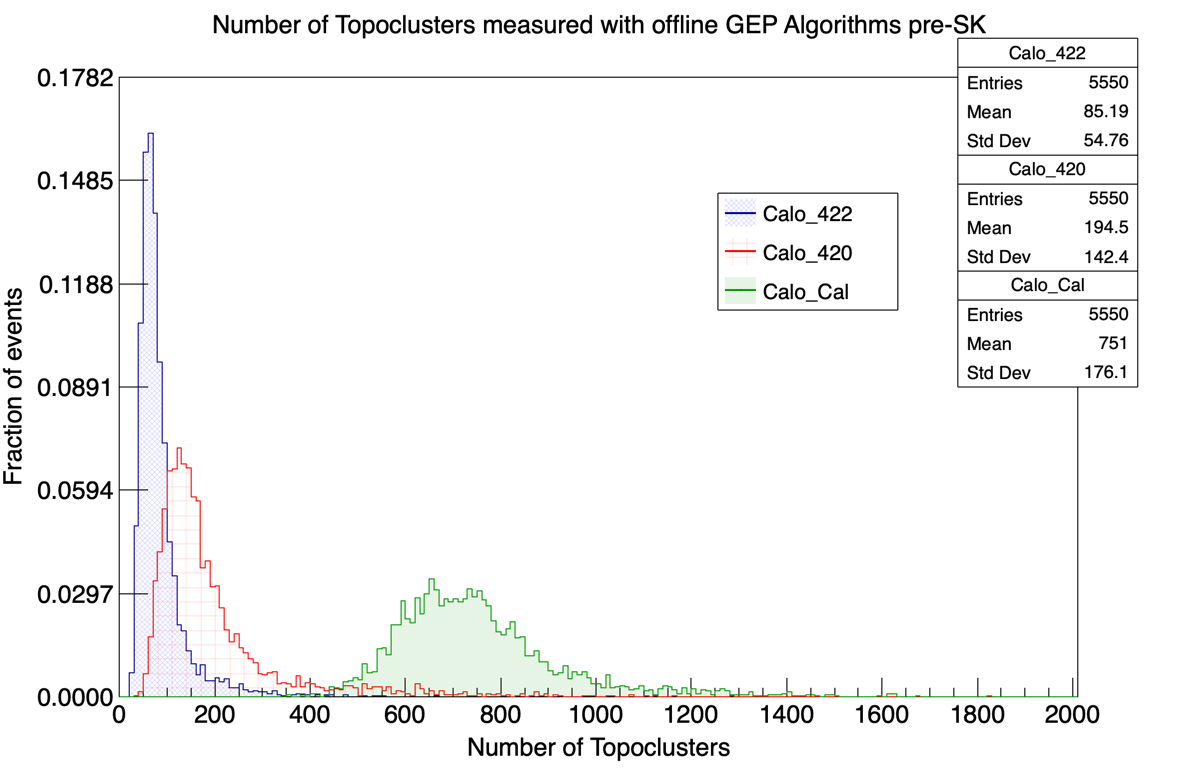 Number of Topoclusters measured with offline GEP Algorithms pre-SK
Calo_422
Entries 5550
Mean 85.19
Std Dev 54.76
Calo_420
Entries 5550
Mean 194.5
Std Dev 142.4
Calo_Cal
Entries 5550
Mean 751
Std Dev 176.1
Calo_422
Calo_420
Calo_Cal
Fraction of events
0.1782
0.1485
0.1188
0.0891
0.0594
0.0297
0.0000
0 200 400 600 800 1000 1200 1400 1600 1800 2000
Number of Topoclusters